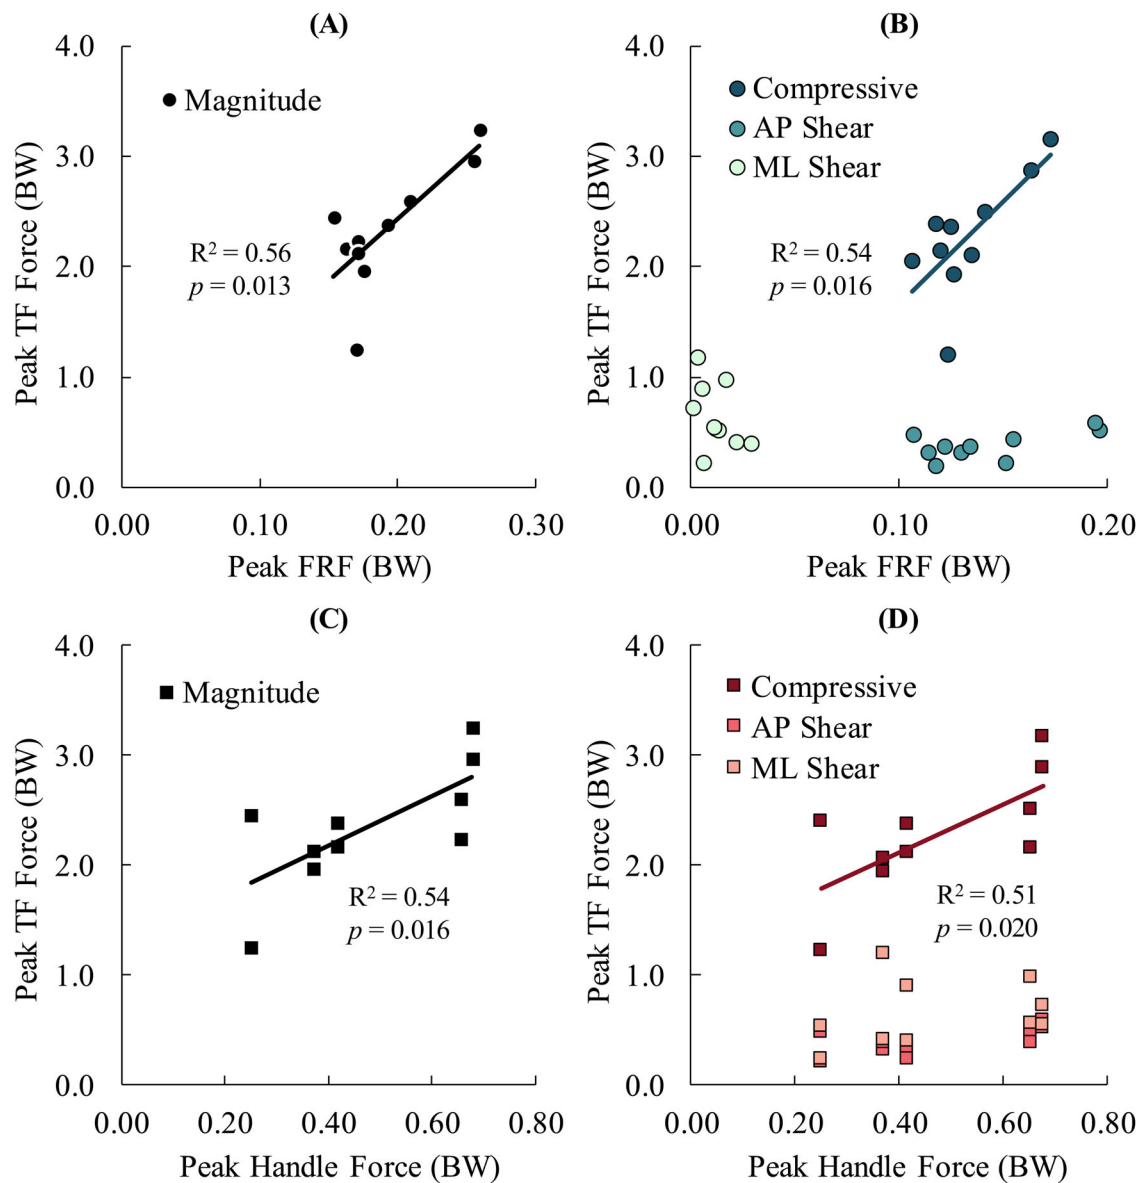 (A)
4.0
3.0
2.0
1.0
0.0
Peak TF Force (BW)
Magnitude
R² = 0.56
p = 0.013
0.00 0.10 0.20 0.30
Peak FRF (BW)
(B)
4.0
3.0
2.0
1.0
0.0
Peak TF Force (BW)
Compressive
AP Shear
ML Shear
R² = 0.54
p = 0.016
0.00 0.10 0.20
Peak FRF (BW)
(C)
4.0
3.0
2.0
1.0
0.0
Peak TF Force (BW)
Magnitude
R² = 0.54
p = 0.016
0.00 0.20 0.40 0.60 0.80
Peak Handle Force (BW)
(D)
4.0
3.0
2.0
1.0
0.0
Peak TF Force (BW)
Compressive
AP Shear
ML Shear
R² = 0.51
p = 0.020
0.00 0.20 0.40 0.60 0.80
Peak Handle Force (BW)